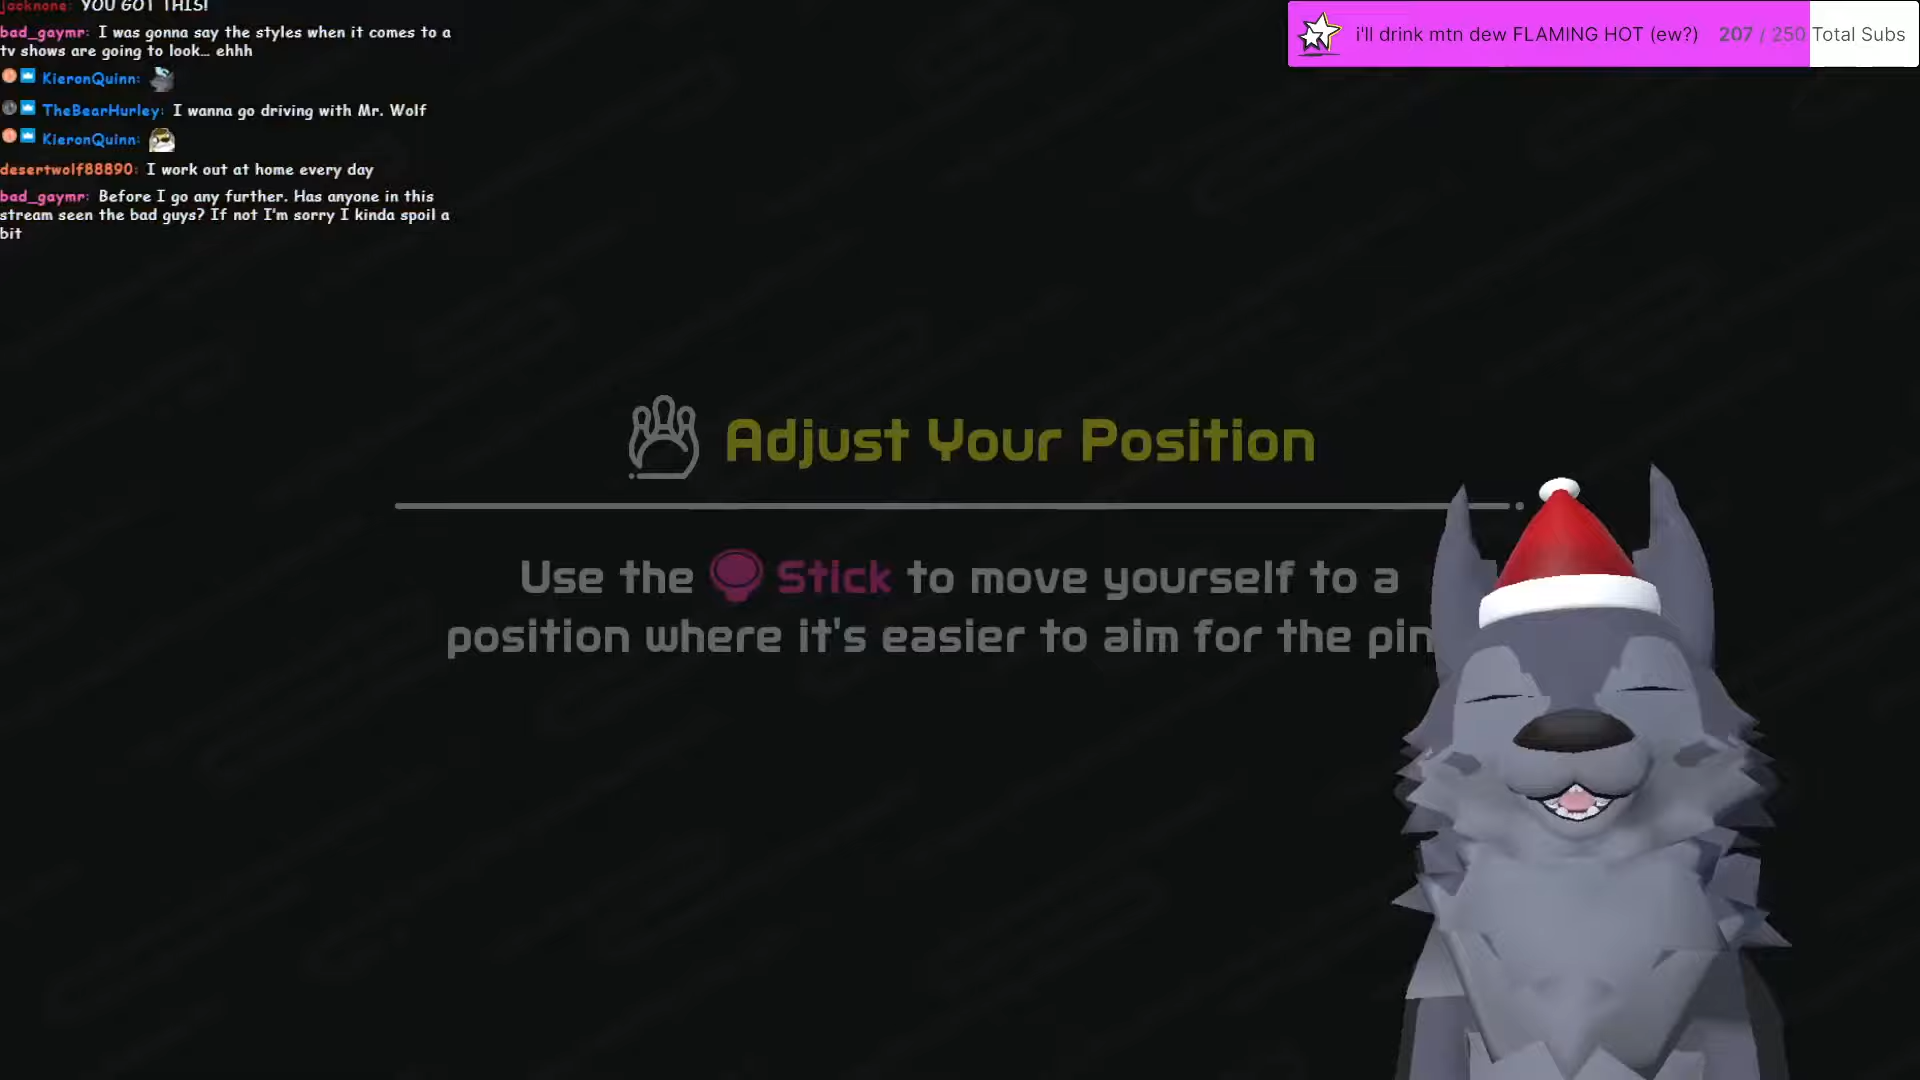 jacknone: YOU GOT THIS!
bad_gaymr: I was gonna say the styles when it comes to a
tv shows are going to look... ehhh
KieronQuinn:
TheBearHurley: I wanna go driving with Mr. Wolf
KieronQuinn:
desertwolf88890: I work out at home every day
bad_gaymr: Before I go any further. Has anyone in this
stream seen the bad guys? If not I'm sorry I kinda spoil a
bit
i'll drink mtn dew FLAMING HOT (ew?) 207 / 250 Total Subs
Adjust Your Position
Use the Stick to move yourself to a
position where it's easier to aim for the pin